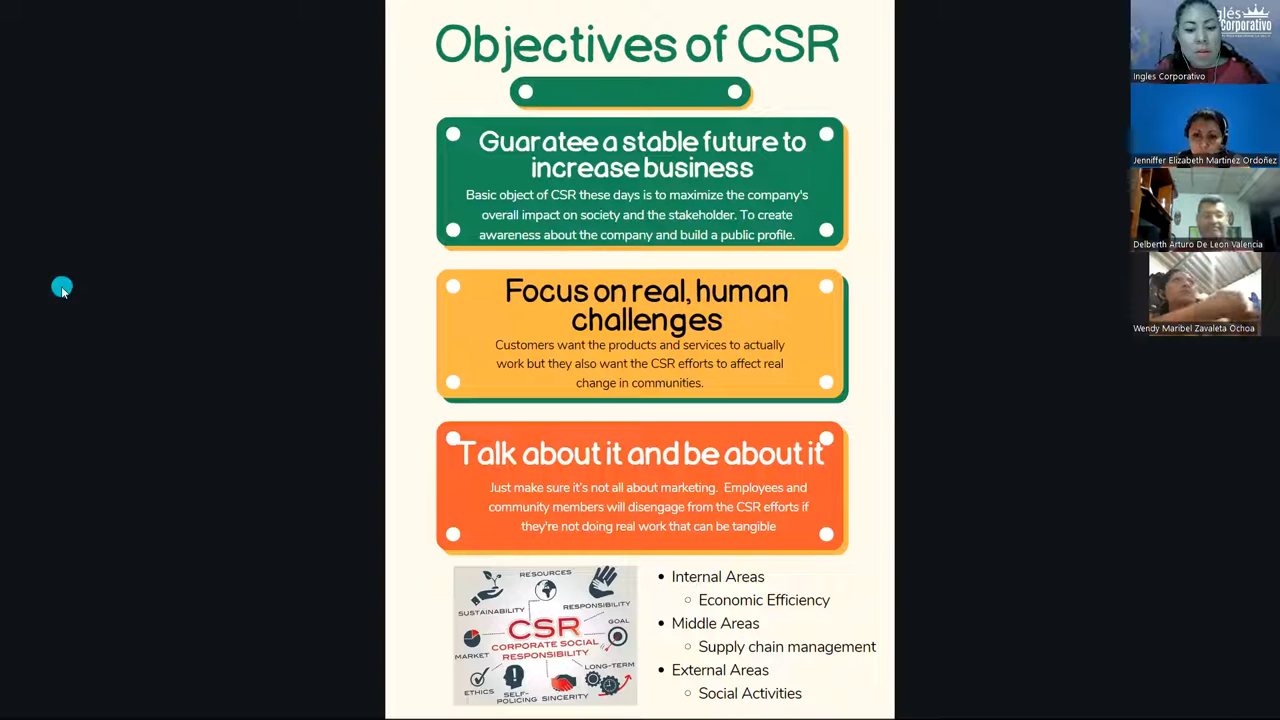 Objectives of CSR
Guaratee a stable future to
increase business
Basic object of CSR these days is to maximize the company's
overall impact on society and the stakeholder. To create
awareness about the company and build a public profile.
Focus on real, human
challenges
Customers want the products and services to actually
work but they also want the CSR efforts to affect real
change in communities.
Talk about it and be about it
Just make sure it's not all about marketing. Employees and
community members will disengage from the CSR efforts if
they're not doing real work that can be tangible
RESOURCES
SUSTAINABILITY
RESPONSIBILITY
GOAL
CSR
CORPORATE SOCIAL
RESPONSIBILITY
MARKET
LONG-TERM
ETHICS
SELF-
POLICING
SINCERITY
• Internal Areas
○ Economic Efficiency
• Middle Areas
○ Supply chain management
• External Areas
○ Social Activities
glés
Corporativo
Ingles Corporativo
Jenniffer Elizabeth Martinez Ordoñez
Delberth Arturo De Leon Valencia
Wendy Maribel Zavaleta Ochoa